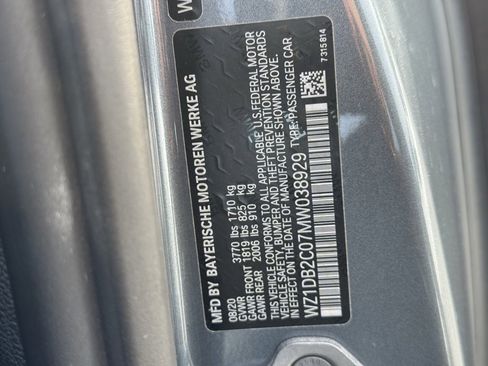 MFD BY BAYERISCHE MOTOREN WERKE AG
08/20
GVWR 3770 lbs 1710 kg
GAWR FRONT 1819 lbs 825 kg
GAWR REAR 2006 lbs 910 kg
THIS VEHICLE CONFORMS TO ALL APPLICABLE U.S. FEDERAL MOTOR
VEHICLE SAFETY, BUMPER AND THEFT PREVENTION STANDARDS
IN EFFECT ON THE DATE OF MANUFACTURE SHOWN ABOVE.
WZ1DB2C07MW038929 TYPE: PASSENGER CAR
7 315 814